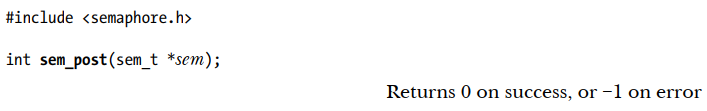 #include <semaphore.h>
int sem_post(sem_t *sem);
Returns 0 on success, or −1 on error